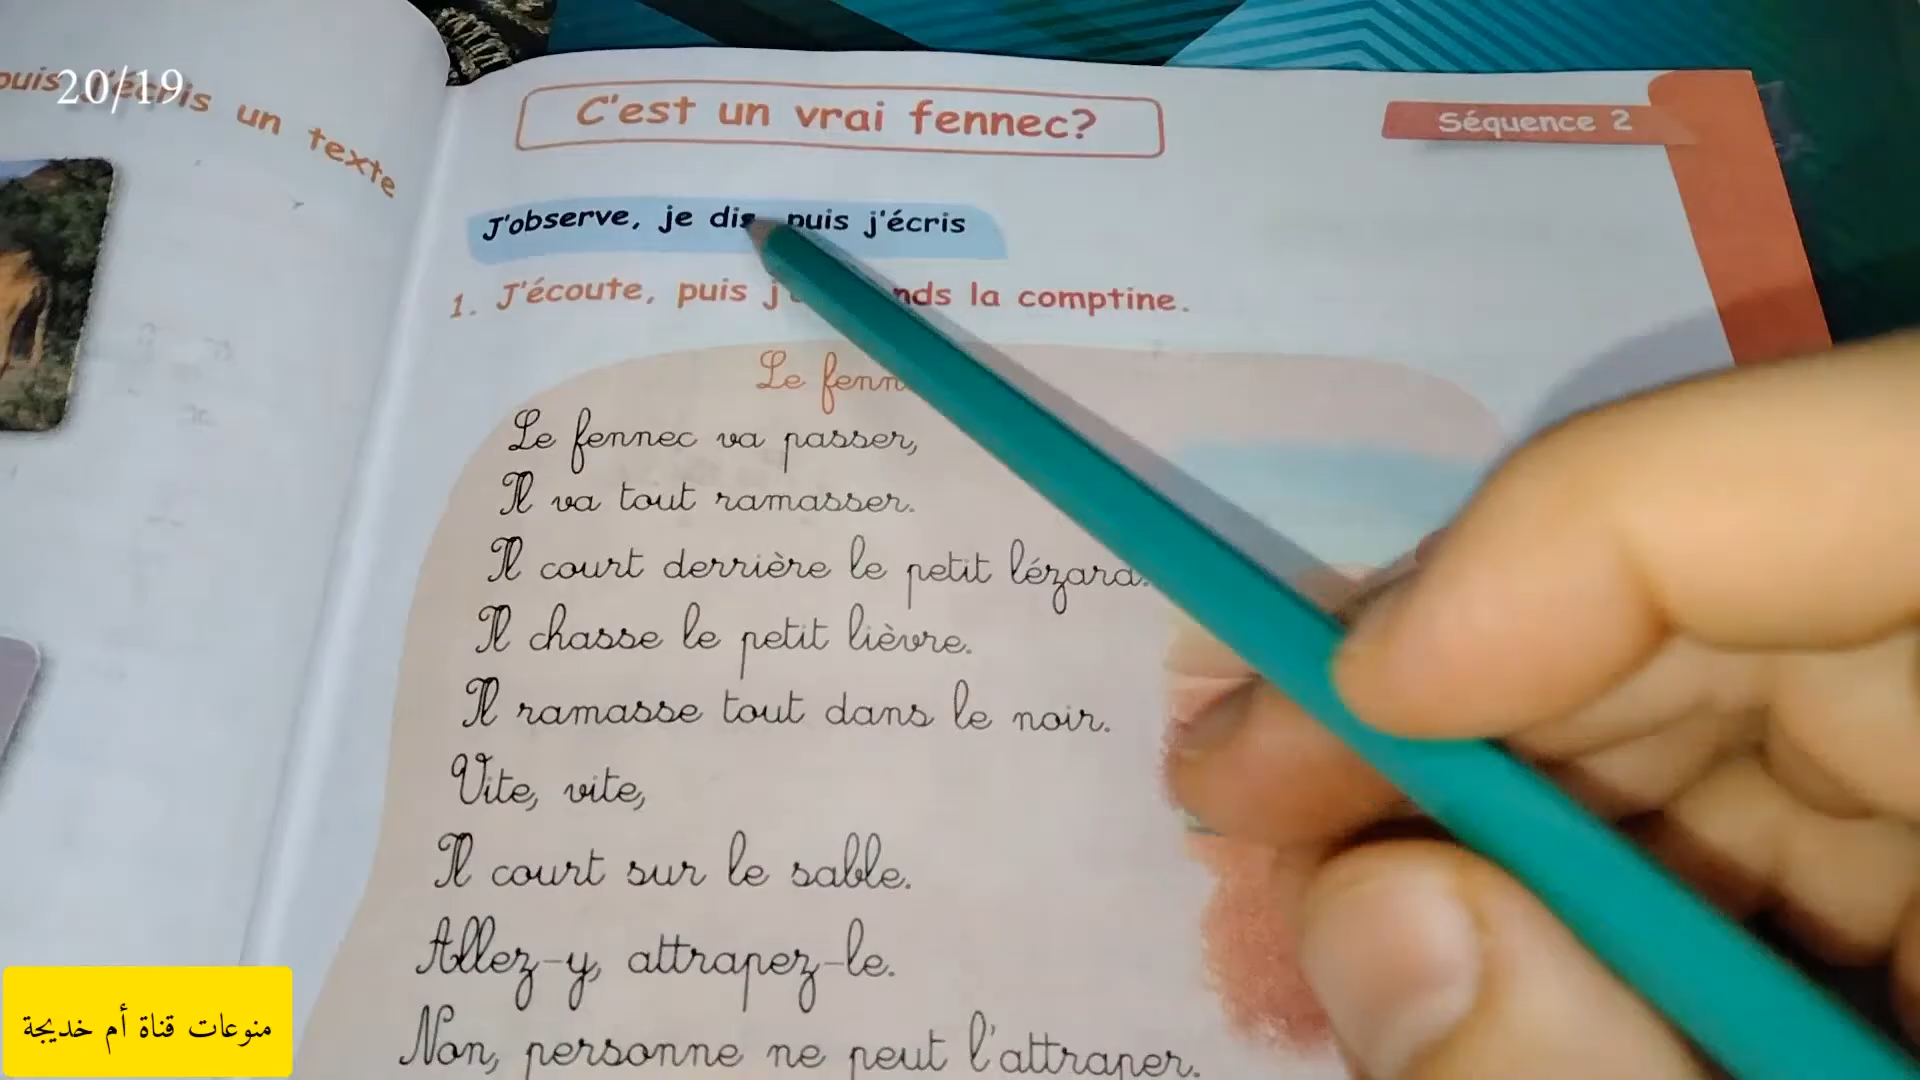 20/19
puis j'écris un texte
C'est un vrai fennec?
Séquence 2
J'observe, je dis, puis j'écris
1. J'écoute, puis la comptine.
Le
Le fennec va passer,
Il va tout ramasser.
Il court derrière le petit lézard.
Il chasse le petit lièvre.
Il ramasse tout dans le noir.
Vite, vite,
Il court sur le sable.
Allez-y, attrapez-le.
Non, personne ne peut l'attraper.
منوعات قناة أم خديجة